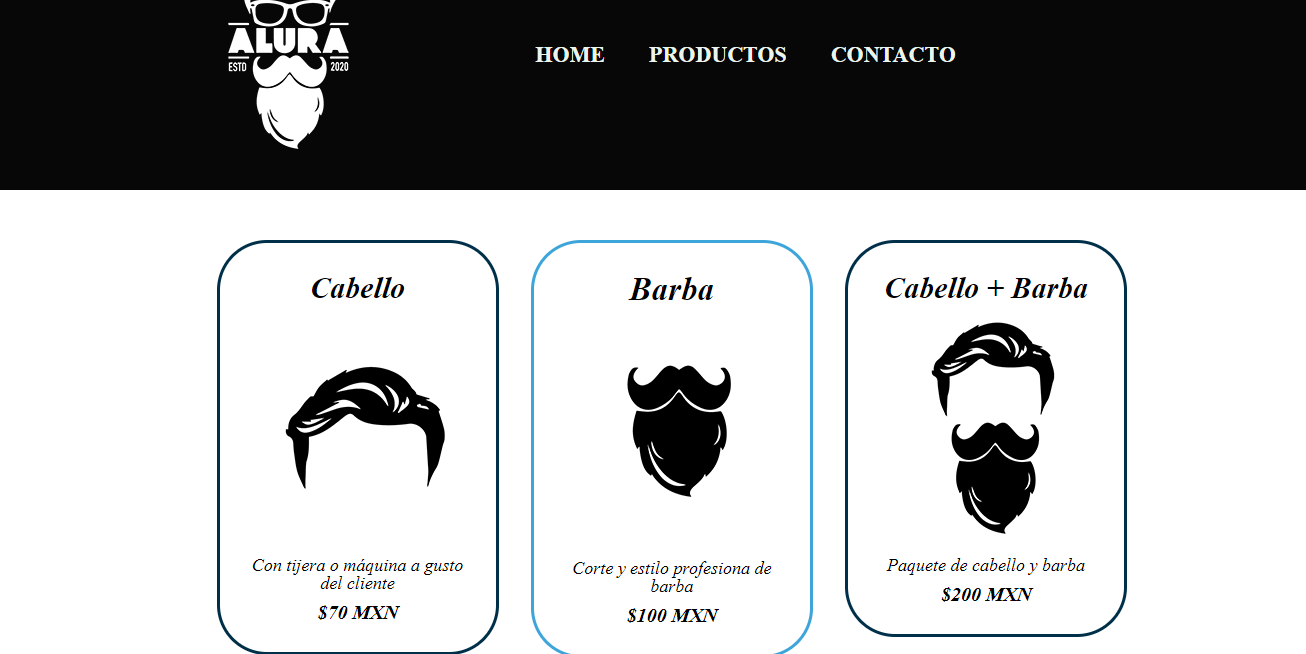 ALURA
ESTD 2020
HOME PRODUCTOS CONTACTO
Cabello
Con tijera o máquina a gusto
del cliente
$70 MXN
Barba
Corte y estilo profesiona de
barba
$100 MXN
Cabello + Barba
Paquete de cabello y barba
$200 MXN